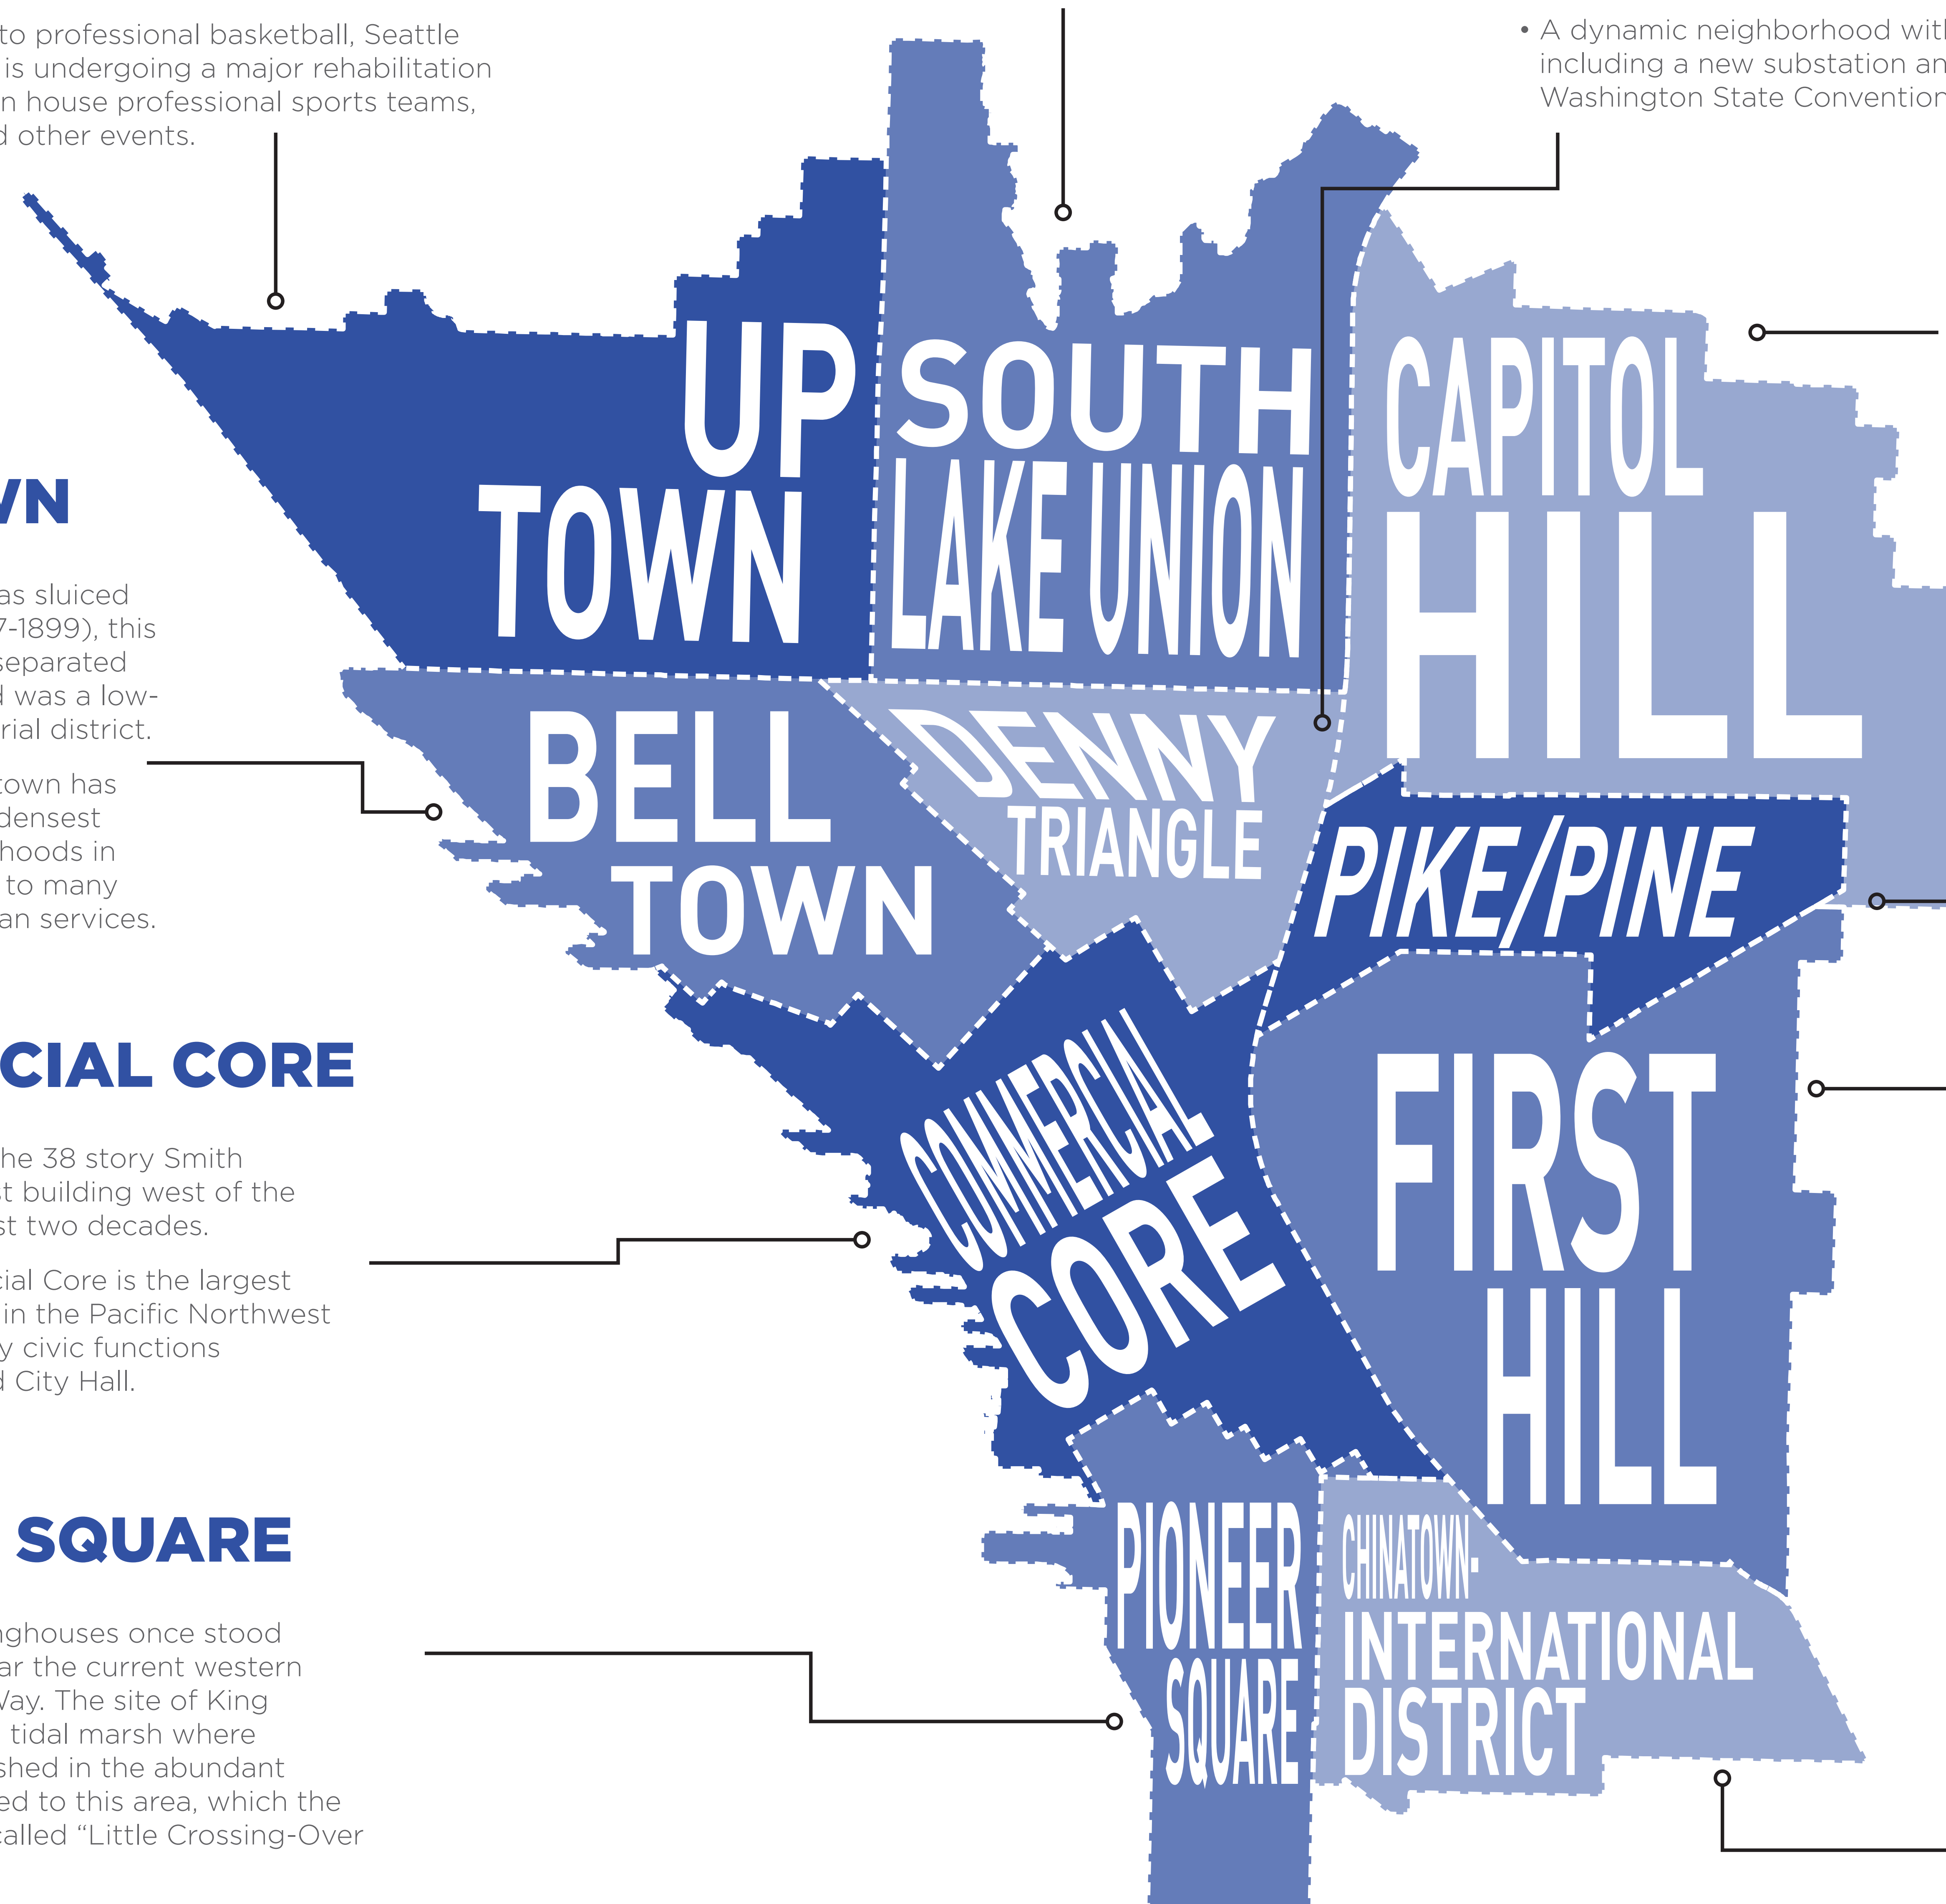 to professional basketball, Seattle
is undergoing a major rehabilitation
n house professional sports teams,
d other events.
• A dynamic neighborhood with
including a new substation an
Washington State Convention
WN
as sluiced
7-1899), this
separated
d was a low-
rial district.
town has
densest
hoods in
to many
an services.
CIAL CORE
he 38 story Smith
st building west of the
st two decades.
cial Core is the largest
in the Pacific Northwest
y civic functions
d City Hall.
SQUARE
nghouses once stood
ar the current western
Way. The site of King
tidal marsh where
shed in the abundant
ed to this area, which the
called “Little Crossing-Over
UP
TOWN
SOUTH
LAKE UNION
CAPITOL
HILL
BELL
TOWN
DENNY
TRIANGLE
PIKE/PINE
COMMERCIAL
CORE
FIRST
HILL
PIONEER
SQUARE
CHINATOWN-
INTERNATIONAL
DISTRICT